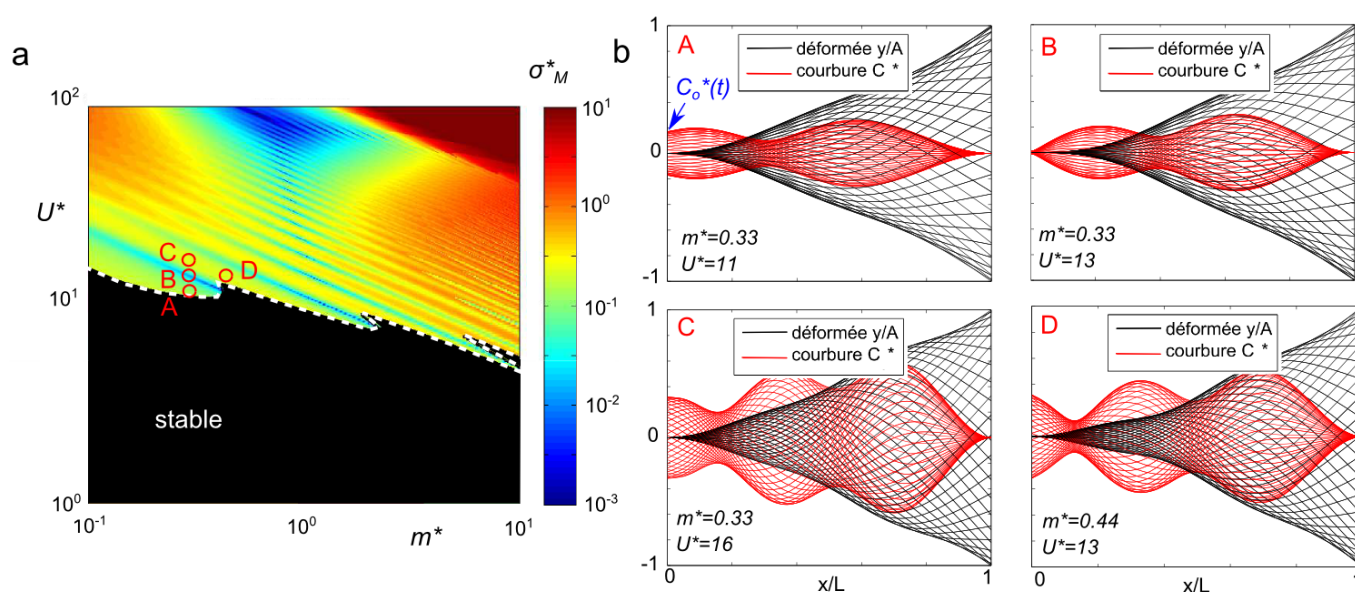 a
σ*M
10²
U*
10¹
10⁰
C
B
A
D
stable
10⁻¹
10⁰
m*
10¹
10¹
10⁰
10⁻¹
10⁻²
10⁻³
b
1
0
-1
A
déformée y/A
courbure C *
Co*(t)
m*=0.33
U*=11
B
déformée y/A
courbure C *
m*=0.33
U*=13
1
0
-1
C
déformée y/A
courbure C *
m*=0.33
U*=16
0
x/L
1
D
déformée y/A
courbure C *
m*=0.44
U*=13
0
x/L
1